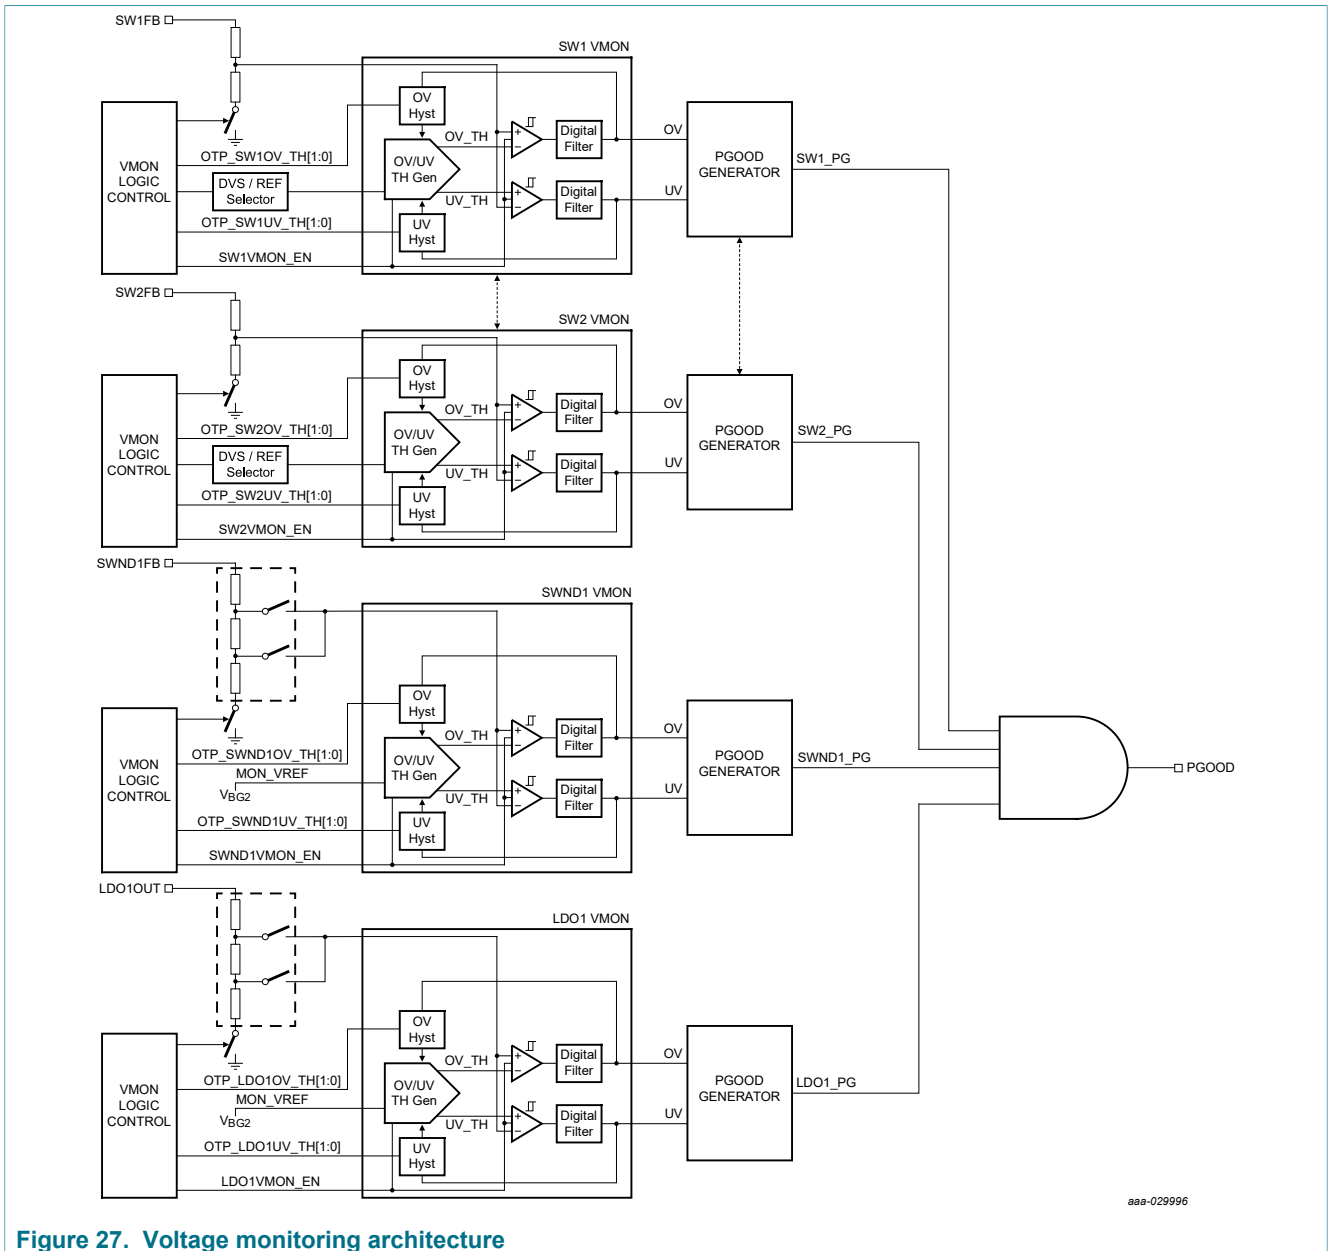 SW1FB
SW1 VMON
VMON
LOGIC
CONTROL
OTP_SW1OV_TH[1:0]
DVS / REF
Selector
OTP_SW1UV_TH[1:0]
SW1VMON_EN
OV
Hyst
OV/UV
TH Gen
UV
Hyst
OV_TH
UV_TH
+
−
+
−
Digital
Filter
Digital
Filter
OV
UV
PGOOD
GENERATOR
SW1_PG
SW2FB
SW2 VMON
VMON
LOGIC
CONTROL
OTP_SW2OV_TH[1:0]
DVS / REF
Selector
OTP_SW2UV_TH[1:0]
SW2VMON_EN
OV
Hyst
OV/UV
TH Gen
UV
Hyst
OV_TH
UV_TH
+
−
+
−
Digital
Filter
Digital
Filter
OV
UV
PGOOD
GENERATOR
SW2_PG
SWND1FB
SWND1 VMON
VMON
LOGIC
CONTROL
OTP_SWND1OV_TH[1:0]
MON_VREF
VBG2
OTP_SWND1UV_TH[1:0]
SWND1VMON_EN
OV
Hyst
OV/UV
TH Gen
UV
Hyst
OV_TH
UV_TH
+
−
+
−
Digital
Filter
Digital
Filter
OV
UV
PGOOD
GENERATOR
SWND1_PG
PGOOD
LDO1OUT
LDO1 VMON
VMON
LOGIC
CONTROL
OTP_LDO1OV_TH[1:0]
MON_VREF
VBG2
OTP_LDO1UV_TH[1:0]
LDO1VMON_EN
OV
Hyst
OV/UV
TH Gen
UV
Hyst
OV_TH
UV_TH
+
−
+
−
Digital
Filter
Digital
Filter
OV
UV
PGOOD
GENERATOR
LDO1_PG
aaa-029996
Figure 27. Voltage monitoring architecture